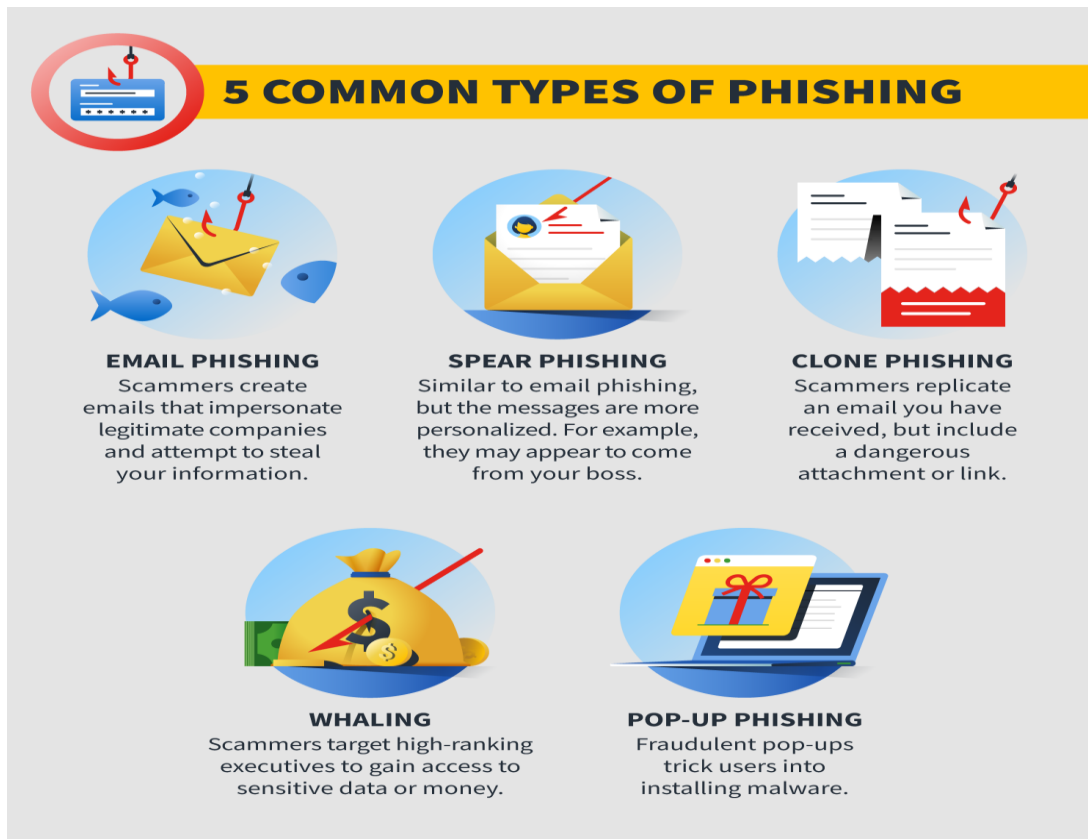 5 COMMON TYPES OF PHISHING
EMAIL PHISHING
Scammers create
emails that impersonate
legitimate companies
and attempt to steal
your information.
SPEAR PHISHING
Similar to email phishing,
but the messages are more
personalized. For example,
they may appear to come
from your boss.
CLONE PHISHING
Scammers replicate
an email you have
received, but include
a dangerous
attachment or link.
$
$
WHALING
Scammers target high-ranking
executives to gain access to
sensitive data or money.
POP-UP PHISHING
Fraudulent pop-ups
trick users into
installing malware.